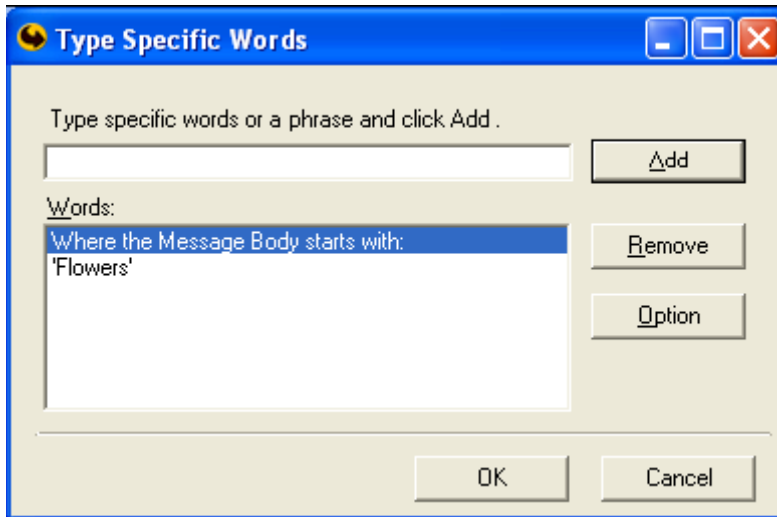 Type Specific Words
Type specific words or a phrase and click Add .
Add
Words:
Where the Message Body starts with:
'Flowers'
Remove
Option
OK
Cancel